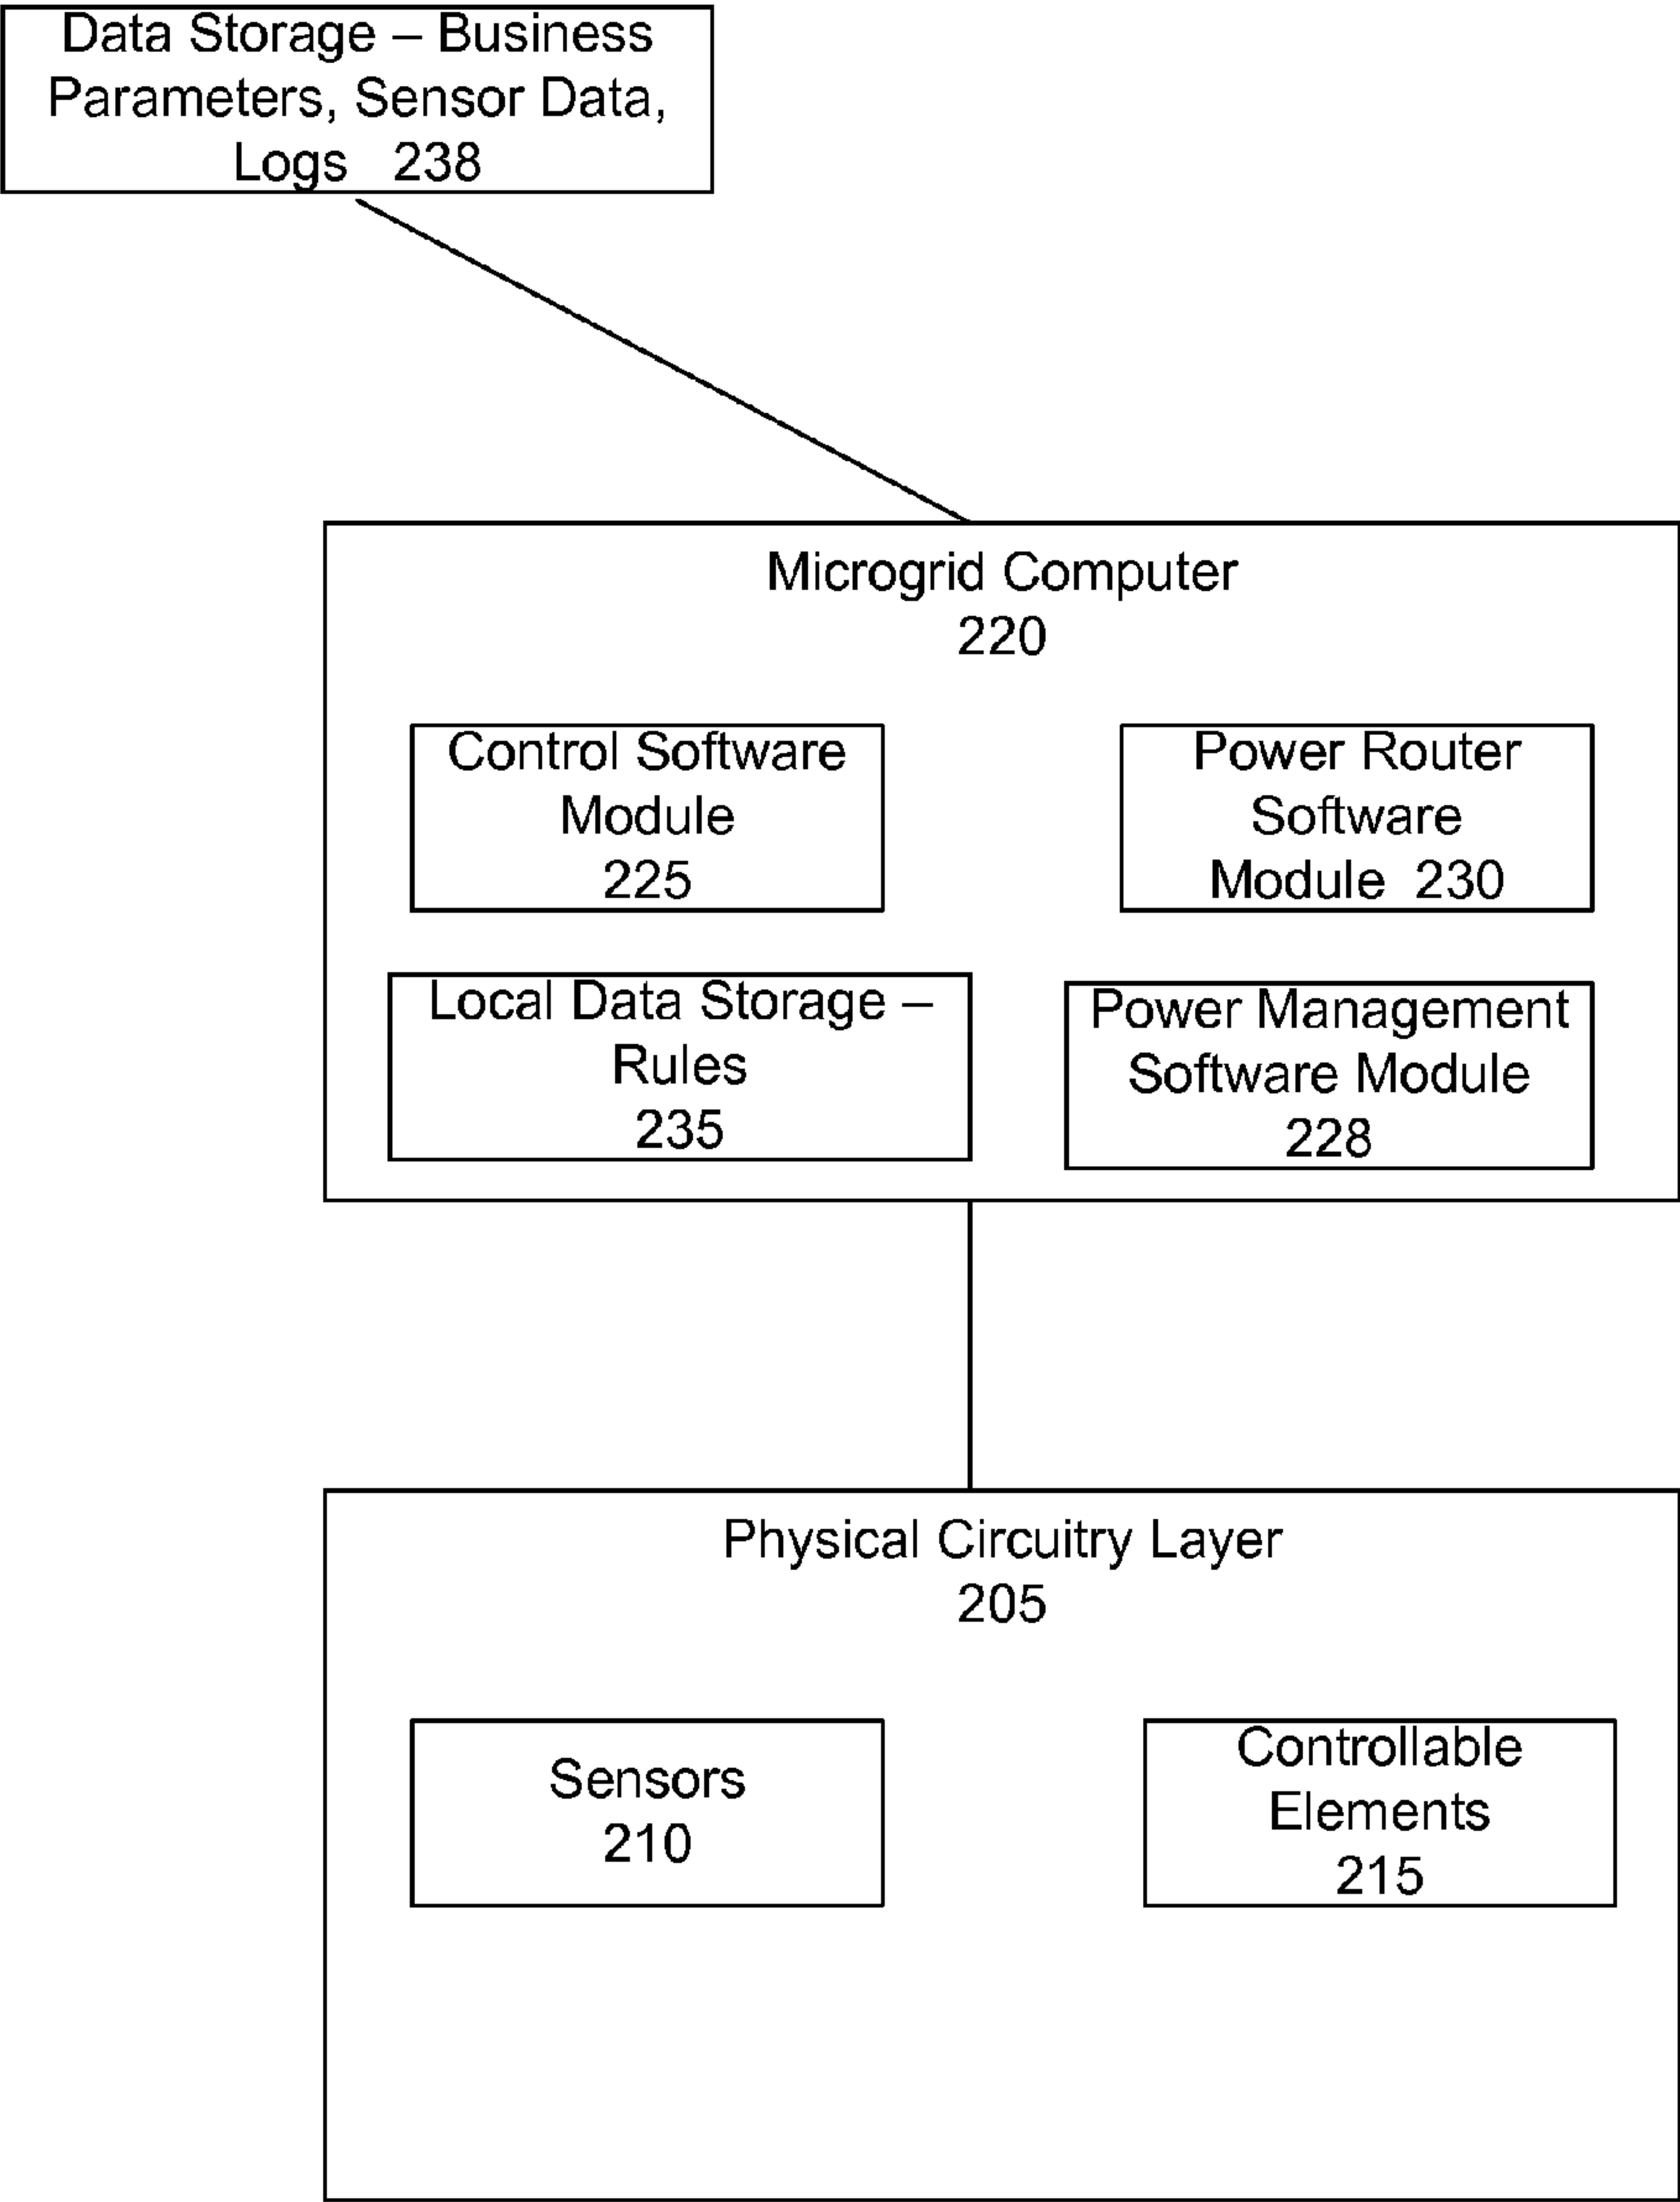 Data Storage – Business
Parameters, Sensor Data,
Logs 238
Microgrid Computer
220
Control Software
Module
225
Power Router
Software
Module 230
Local Data Storage –
Rules
235
Power Management
Software Module
228
Physical Circuitry Layer
205
Sensors
210
Controllable
Elements
215